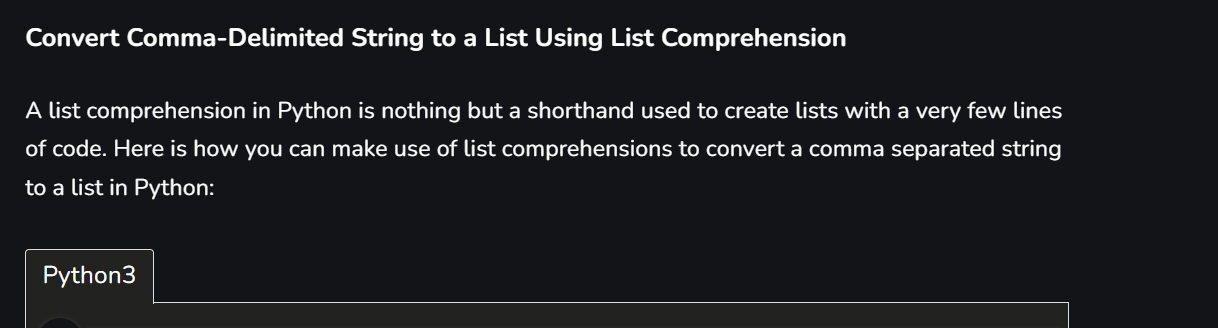 Convert Comma-Delimited String to a List Using List Comprehension
A list comprehension in Python is nothing but a shorthand used to create lists with a very few lines
of code. Here is how you can make use of list comprehensions to convert a comma separated string
to a list in Python:
Python3